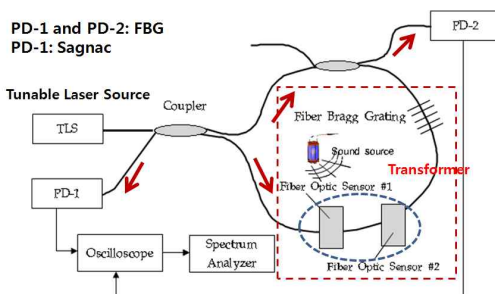 PD-1 and PD-2: FBG
PD-1: Sagnac
PD-2
Tunable Laser Source
Coupler
Fiber Bragg Grating
TLS
Sound source
Transformer
PD-1
Fiber Optic Sensor #1
Oscilloscope
Spectrum
Analyzer
Fiber Optic Sensor #2